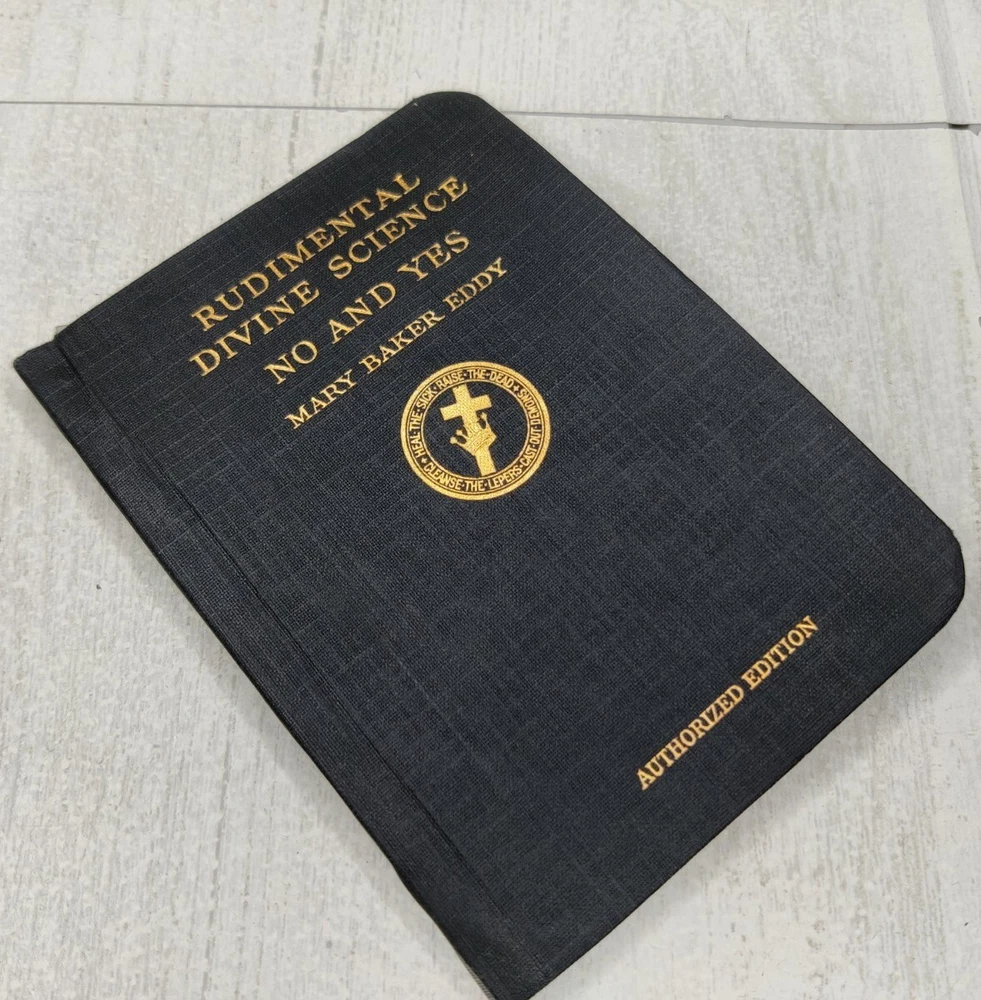 RUDIMENTAL
DIVINE SCIENCE
NO AND YES
MARY BAKER EDDY
HEAL·THE·SICK·RAISE·THE·DEAD+
CLEANSE·THE·LEPERS·CAST·OUT·DEMONS
AUTHORIZED EDITION